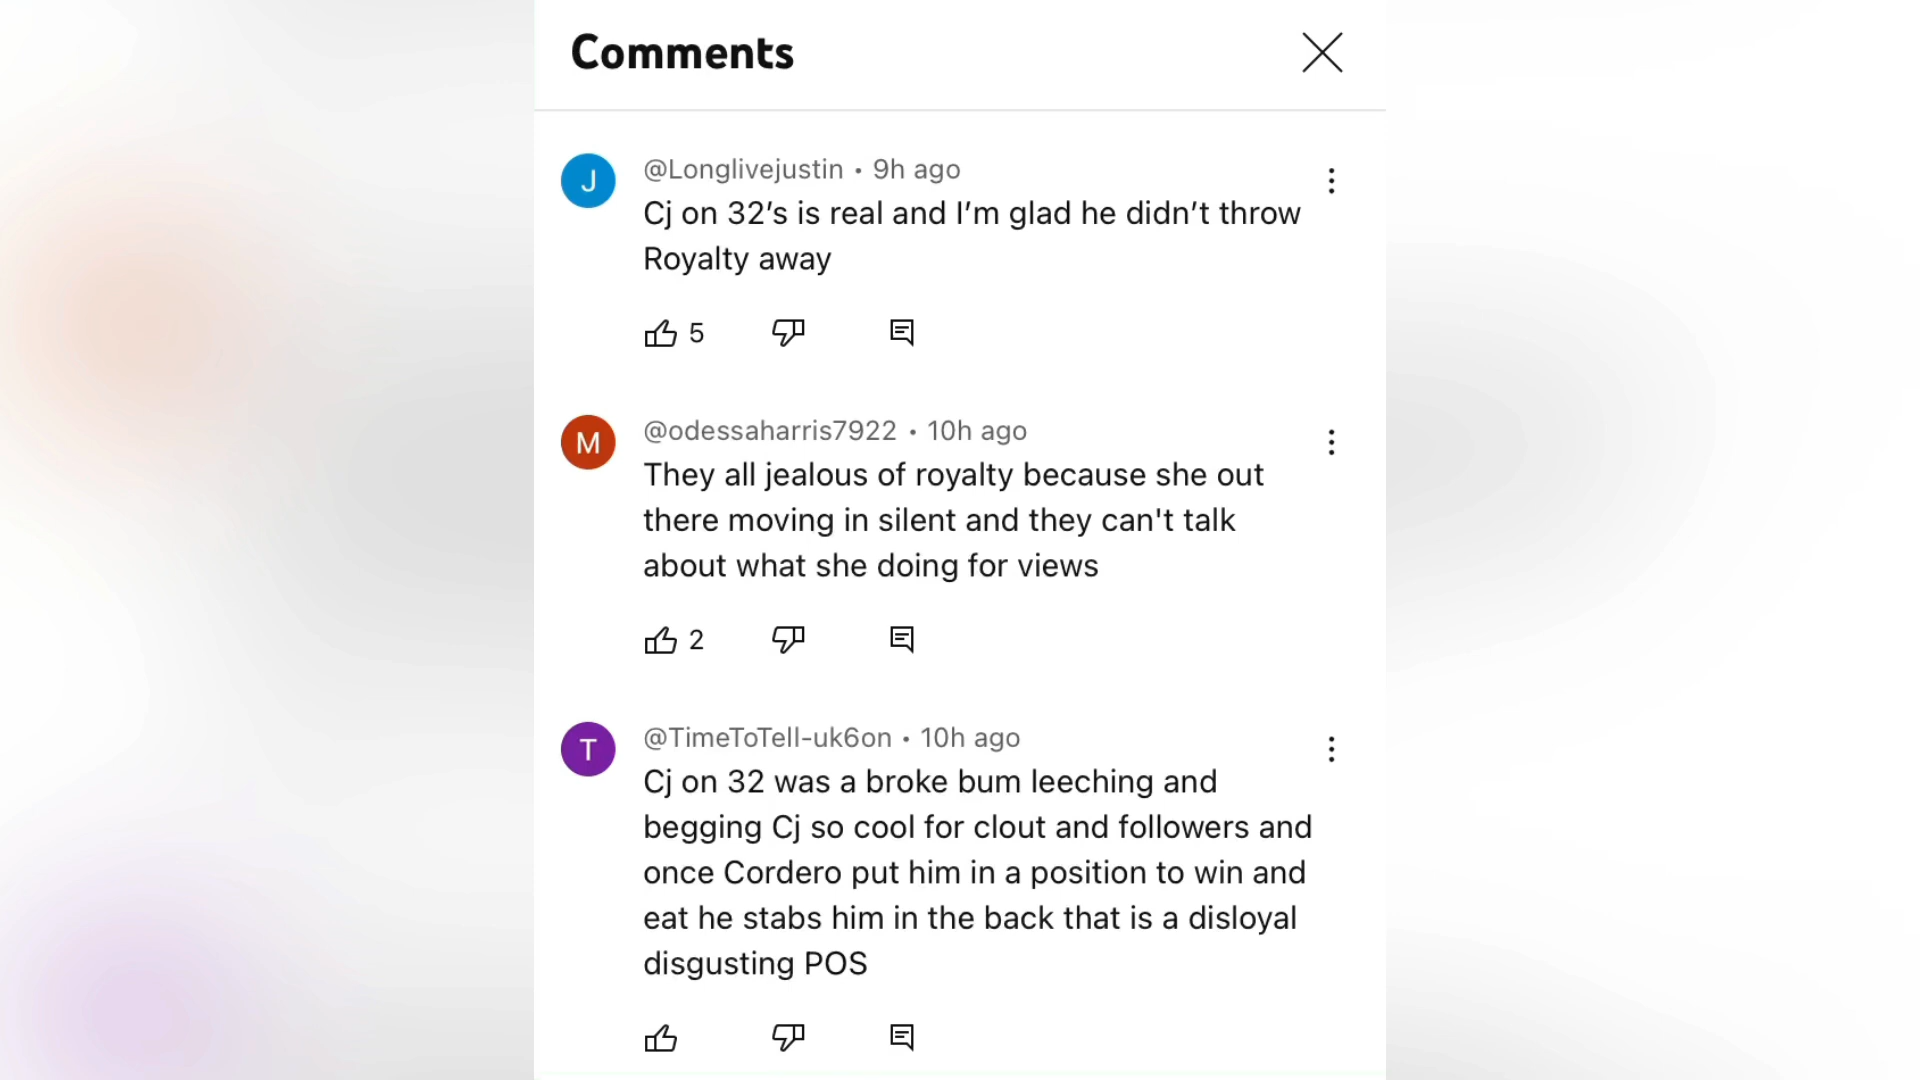 Comments
J
@Longlivejustin • 9h ago
Cj on 32’s is real and I’m glad he didn’t throw
Royalty away
5
M
@odessaharris7922 • 10h ago
They all jealous of royalty because she out
there moving in silent and they can't talk
about what she doing for views
2
T
@TimeToTell-uk6on • 10h ago
Cj on 32 was a broke bum leeching and
begging Cj so cool for clout and followers and
once Cordero put him in a position to win and
eat he stabs him in the back that is a disloyal
disgusting POS